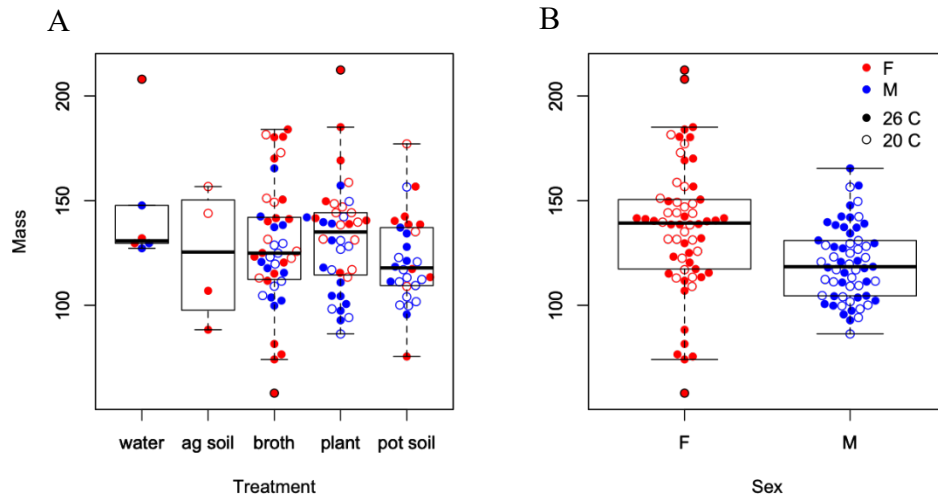 A
Mass
200
150
100
water ag soil broth plant pot soil
Treatment
B
200
150
100
F
M
26 C
20 C
F M
Sex